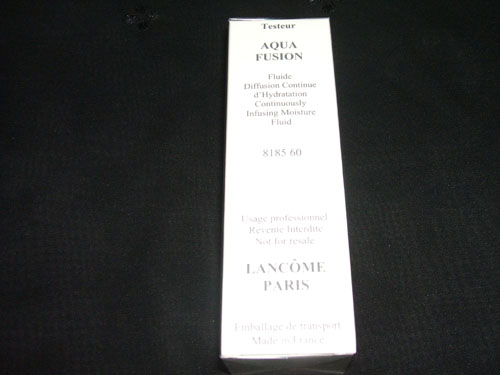 Testeur
AQUA
FUSION
Fluide
Diffusion Continue
d'Hydratation
Continuously
Infusing Moisture
Fluid
8185 60
Usage professionnel
Revente Interdite
Not for resale
LANCÔME
PARIS
Emballage de transport
Made in France